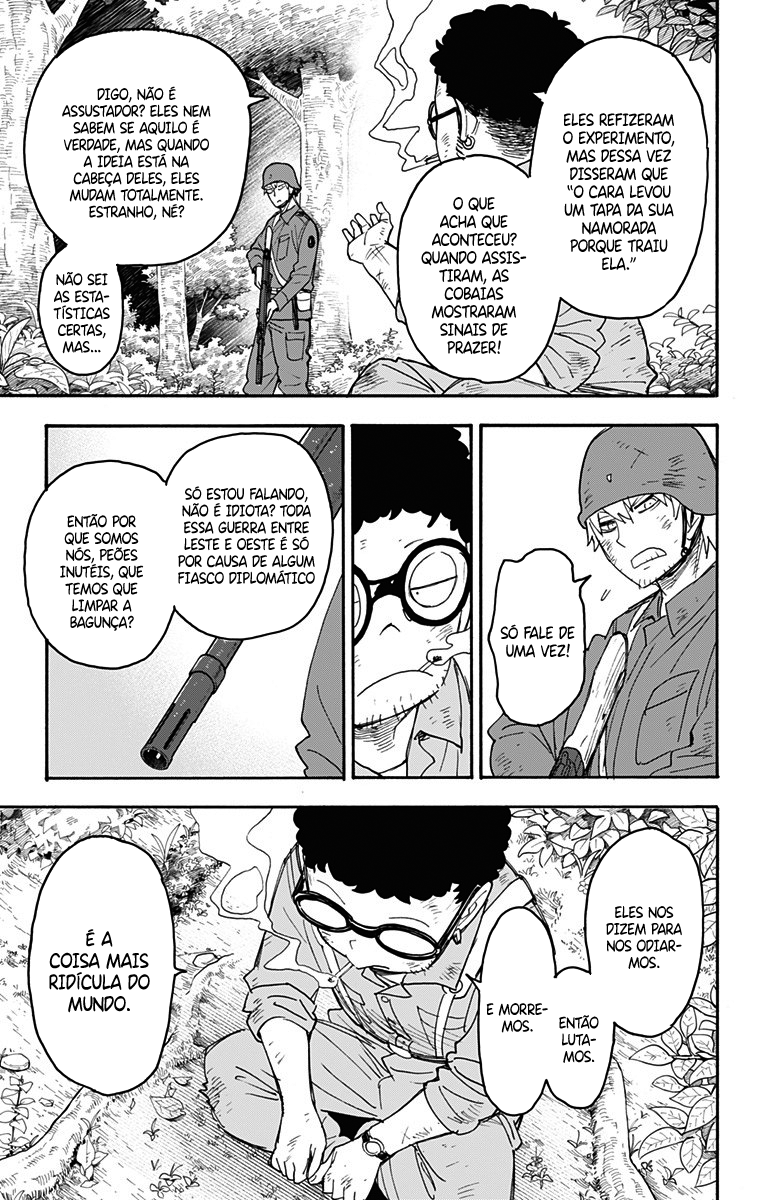 ELES REFIZERAM
O EXPERIMENTO,
MAS DESSA VEZ
DISSERAM QUE
“O CARA LEVOU
UM TAPA DA SUA
NAMORADA
PORQUE TRAIU
ELA.”
O QUE
ACHA QUE
ACONTECEU?
QUANDO ASSIS-
TIRAM, AS
COBAIAS
MOSTRARAM
SINAIS DE
PRAZER!
DIGO, NÃO É
ASSUSTADOR? ELES NEM
SABEM SE AQUILO É
VERDADE, MAS QUANDO
A IDEIA ESTÁ NA
CABEÇA DELES, ELES
MUDAM TOTALMENTE.
ESTRANHO, NÉ?
NÃO SEI
AS ESTA-
TÍSTICAS
CERTAS,
MAS...
SÓ FALE DE
UMA VEZ!
SÓ ESTOU FALANDO,
NÃO É IDIOTA? TODA
ESSA GUERRA ENTRE
LESTE E OESTE É SÓ
POR CAUSA DE ALGUM
FIASCO DIPLOMÁTICO
ENTÃO POR
QUE SOMOS
NÓS, PEÕES
INUTÉIS, QUE
TEMOS QUE
LIMPAR A
BAGUNÇA?
ELES NOS
DIZEM PARA
NOS ODIAR-
MOS.
ENTÃO
LUTA-
MOS.
E MORRE-
MOS.
É A
COISA MAIS
RIDÍCULA DO
MUNDO.